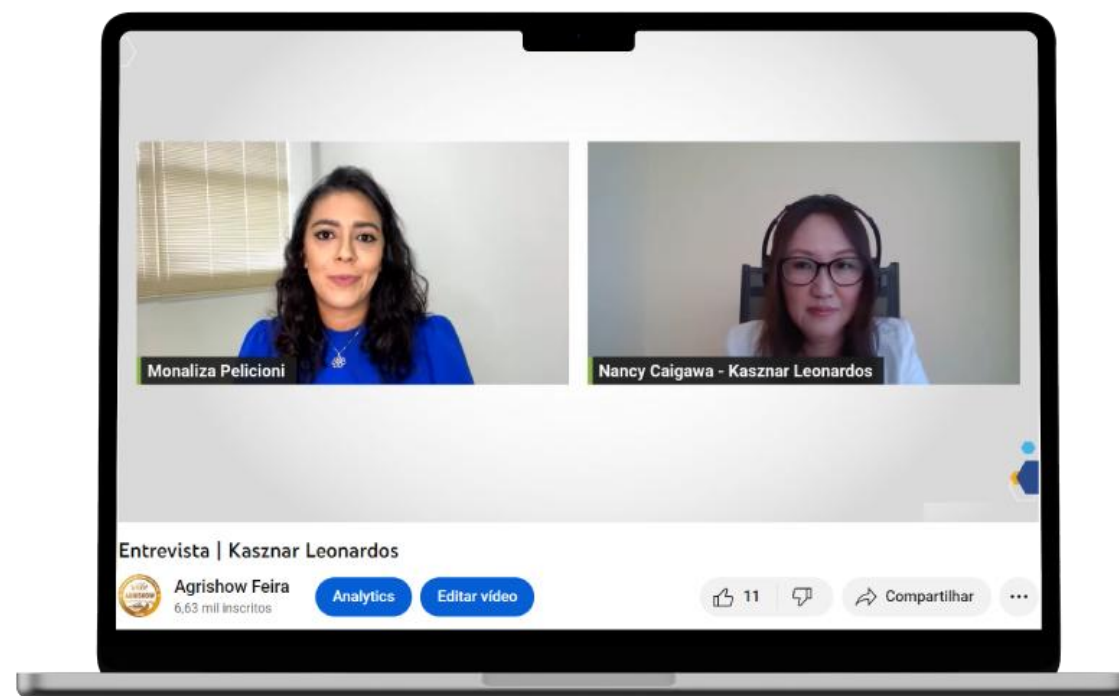 Monaliza Pelicioni
Nancy Caigawa - Kasznar Leonardos
Entrevista | Kasznar Leonardos
Agrishow Feira
6,63 mil inscritos
Analytics
Editar vídeo
11
Compartilhar